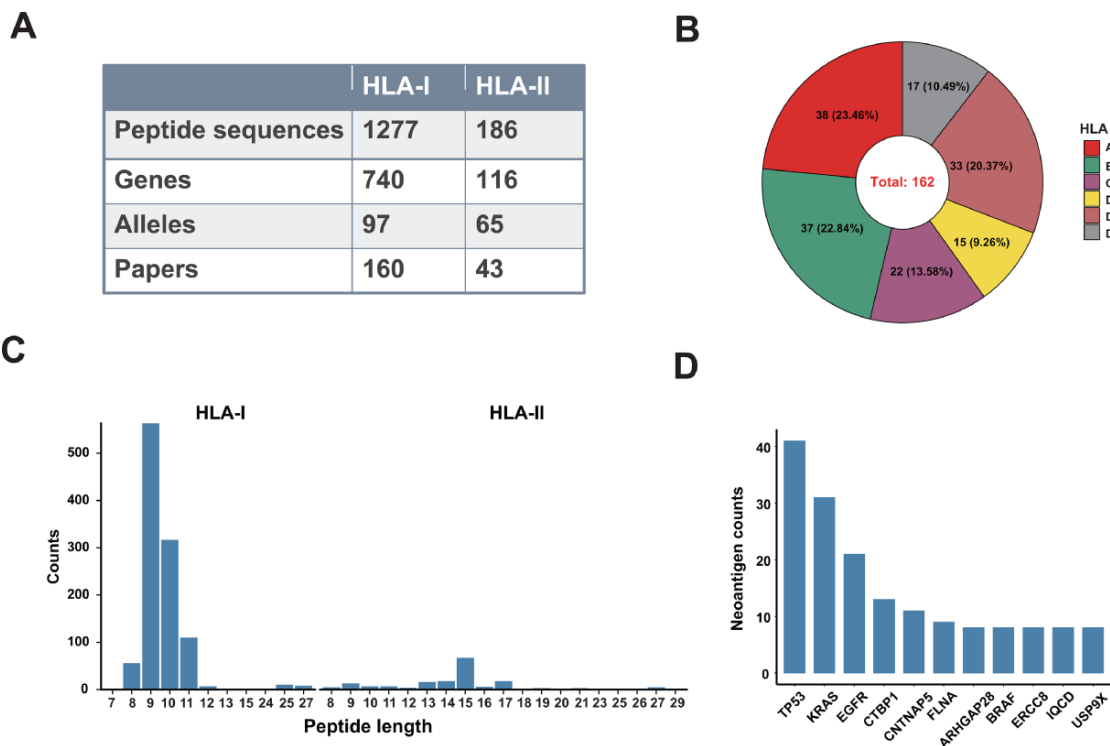 A
HLA-I HLA-II
Peptide sequences 1277 186
Genes 740 116
Alleles 97 65
Papers 160 43
B
17 (10.49%)
38 (23.46%)
33 (20.37%)
Total: 162
37 (22.84%)
15 (9.26%)
22 (13.58%)
HLA
C
HLA-I HLA-II
Counts
500
400
300
200
100
0
7 8 9 10 11 12 13 15 24 25 27 8 9 10 11 12 13 14 15 16 17 18 19 20 21 23 25 26 27 29
Peptide length
D
Neoantigen counts
40
30
20
10
0
TP53 KRAS EGFR CTBP1 CNTNAP5 FLNA ARHGAP28 BRAF ERCC8 IQCD USP9X